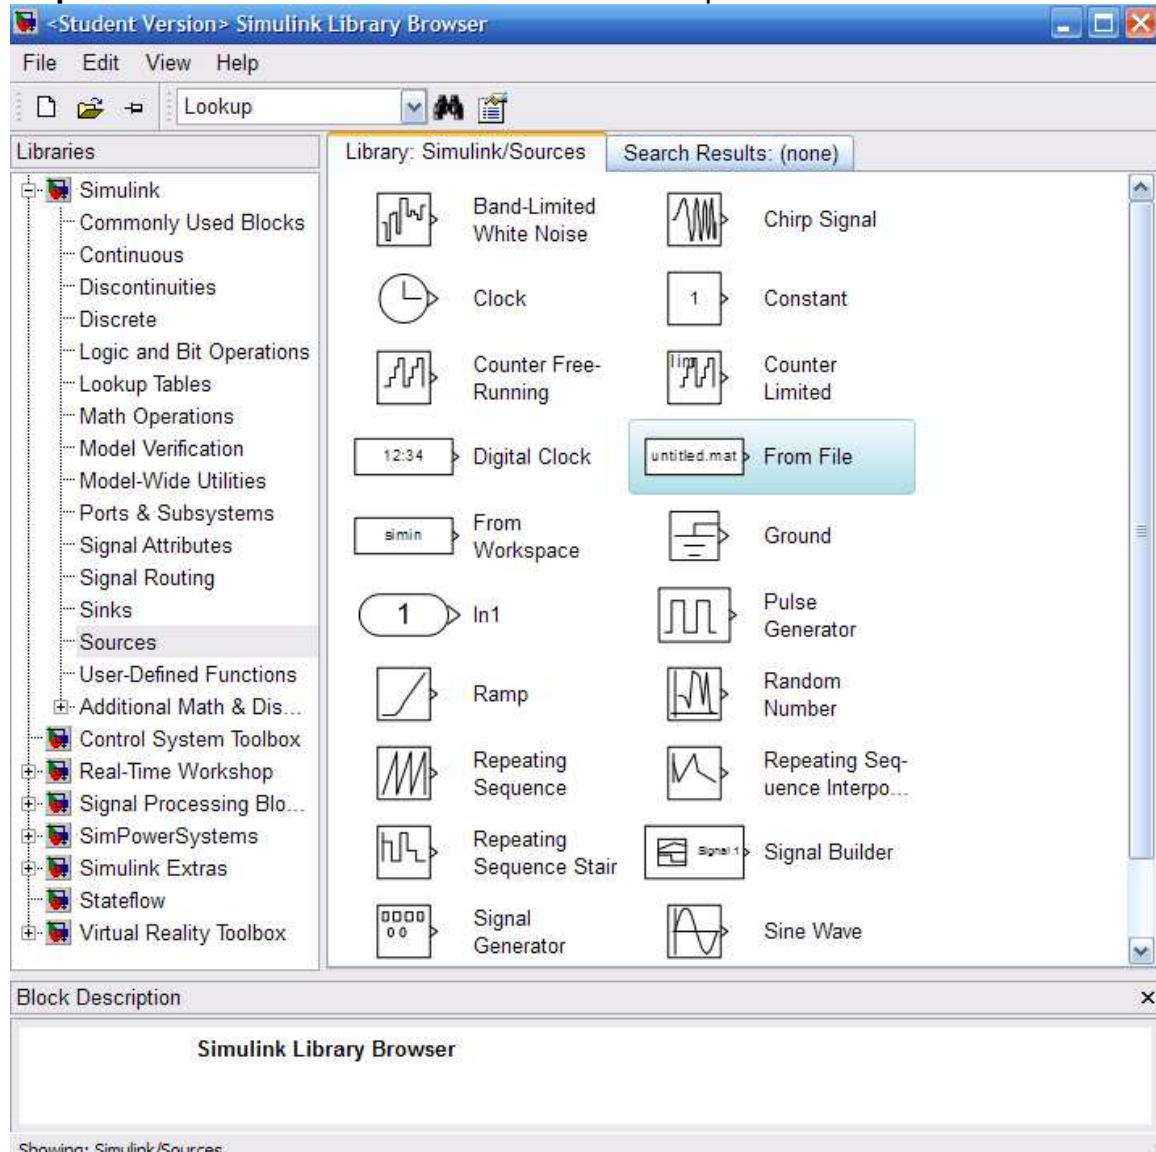 <Student Version> Simulink Library Browser
File Edit View Help
Lookup
Libraries
Library: Simulink/Sources
Search Results: (none)
Simulink
Commonly Used Blocks
Continuous
Discontinuities
Discrete
Logic and Bit Operations
Lookup Tables
Math Operations
Model Verification
Model-Wide Utilities
Ports & Subsystems
Signal Attributes
Signal Routing
Sinks
Sources
User-Defined Functions
Additional Math & Dis...
Control System Toolbox
Real-Time Workshop
Signal Processing Blo...
SimPowerSystems
Simulink Extras
Stateflow
Virtual Reality Toolbox
Band-Limited
White Noise
Chirp Signal
Clock
1
Constant
Counter Free-
Running
lim
Counter
Limited
12:34
Digital Clock
untitled.mat
From File
simin
From
Workspace
Ground
1
In1
Pulse
Generator
Ramp
Random
Number
Repeating
Sequence
Repeating Seq-
uence Interpo...
Repeating
Sequence Stair
Signal 1
Signal Builder
Signal
Generator
Sine Wave
Block Description
Simulink Library Browser
Showing: Simulink/Sources